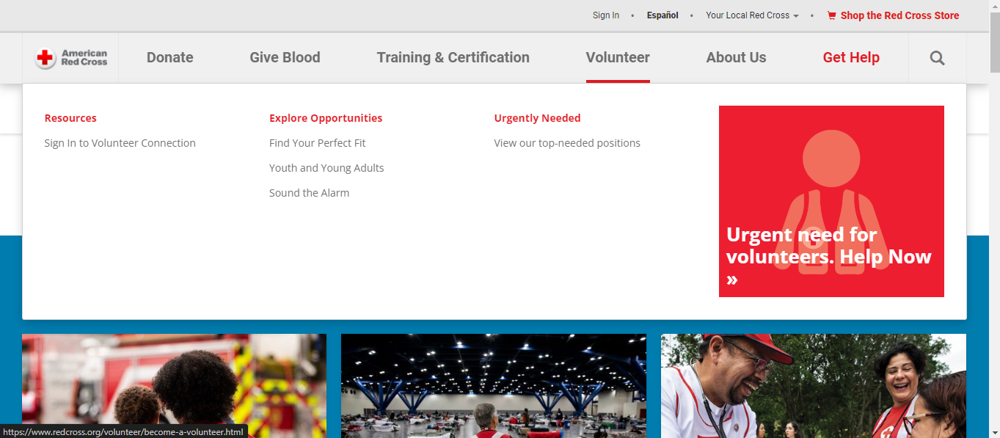 Sign In • Español • Your Local Red Cross • Shop the Red Cross Store
American
Red Cross
Donate Give Blood Training & Certification Volunteer About Us Get Help
Resources
Sign In to Volunteer Connection
Explore Opportunities
Find Your Perfect Fit
Youth and Young Adults
Sound the Alarm
Urgently Needed
View our top-needed positions
Urgent need for
volunteers. Help Now
»
https://www.redcross.org/volunteer/become-a-volunteer.html